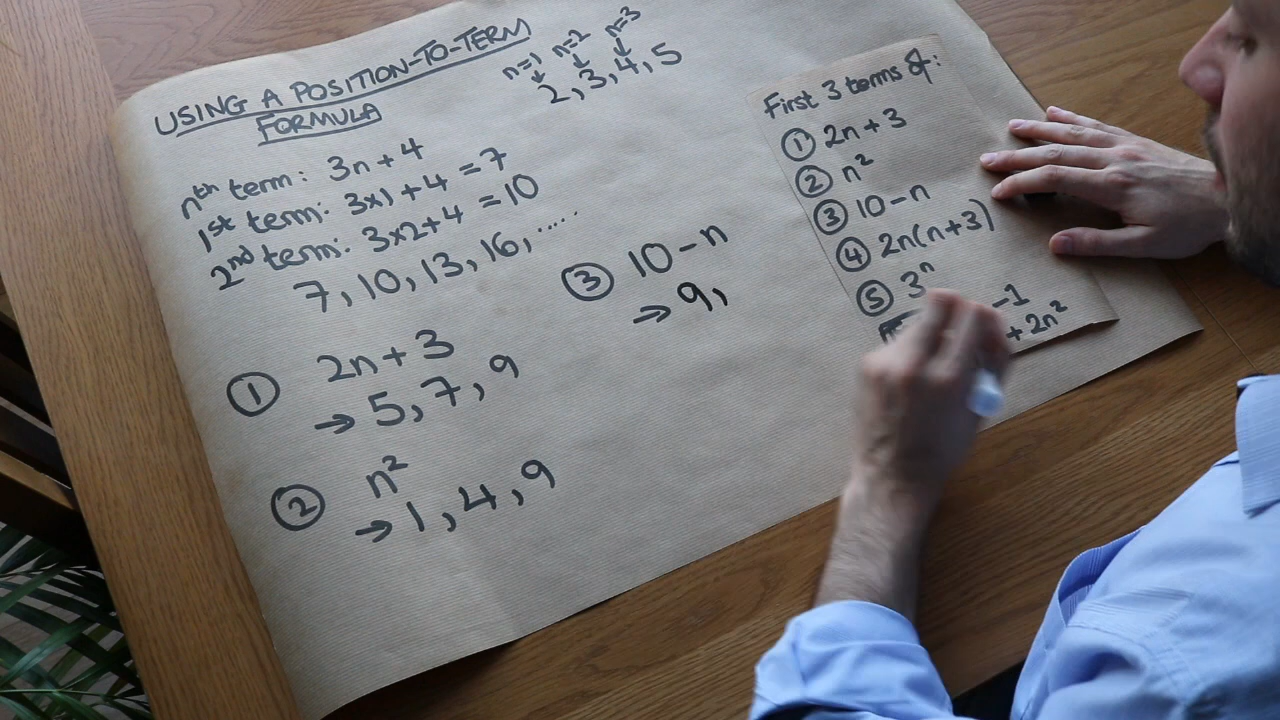 USING A POSITION-TO-TERM
FORMULA
n=1 n=2 n=3
2, 3, 4, 5
nth term: 3n + 4
1st term: 3x1 + 4 = 7
2nd term: 3x2 + 4 = 10
7, 10, 13, 16, ....
① 2n + 3
→ 5, 7, 9
② n²
→ 1, 4, 9
③ 10 - n
→ 9,
First 3 terms of:
① 2n + 3
② n²
③ 10 - n
④ 2n(n+3)
⑤ 3ⁿ
-1
+ 2n²